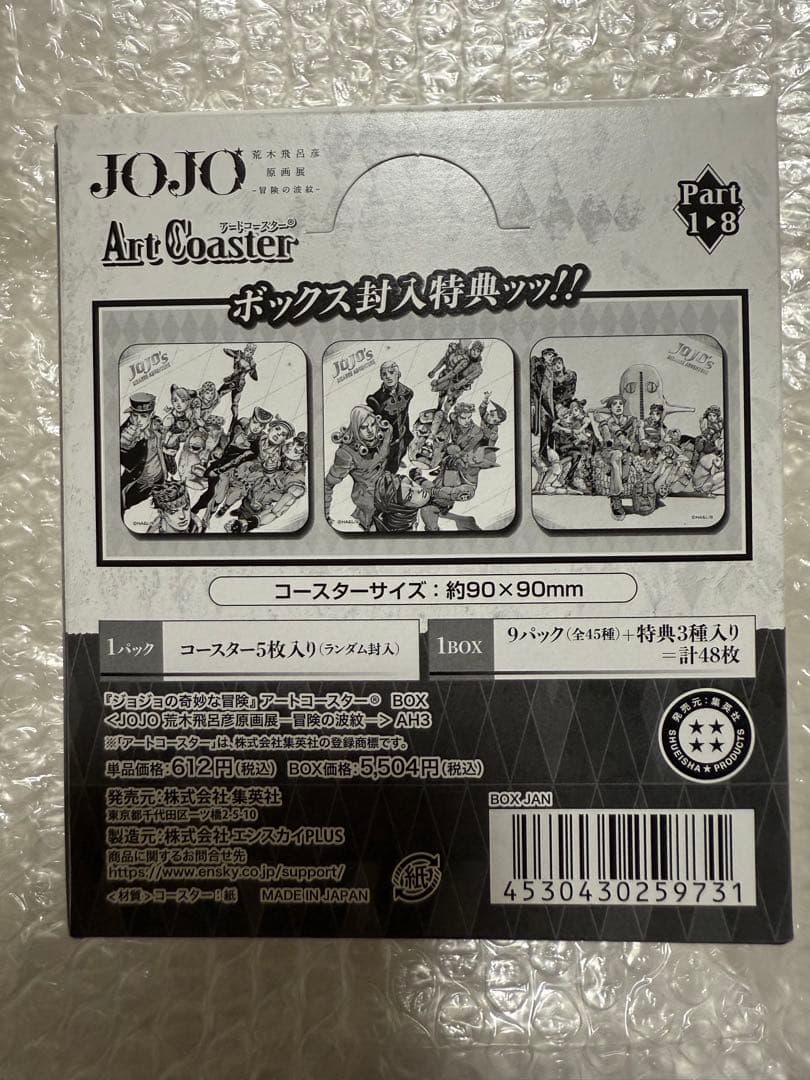 JOJO
荒木飛呂彦
原画展
-冒険の波紋-
アートコースター®
Art Coaster
Part
1▶8
ボックス封入特典ッッ!!
JOJO's
BIZARRE ADVENTURE
JOJO's
BIZARRE ADVENTURE
JOJO's
BIZARRE ADVENTURE
コースターサイズ：約90×90mm
1パック コースター5枚入り(ランダム封入)
1BOX 9パック(全45種)+特典3種入り
=計48枚
『ジョジョの奇妙な冒険』アートコースター® BOX
<JOJO 荒木飛呂彦原画展―冒険の波紋―> AH3
※「アートコースター」は、株式会社集英社の登録商標です。
単品価格：612円(税込) BOX価格：5,504円(税込)
発売元：株式会社 集英社
東京都千代田区一ツ橋2-5-10
製造元：株式会社 エンスカイPLUS
商品に関するお問合せ先
https://www.ensky.co.jp/support/
<材質> コースター：紙 MADE IN JAPAN
紙
発売元：集英社
SHUEISHA★PRODUCTS
BOX JAN
4530430259731